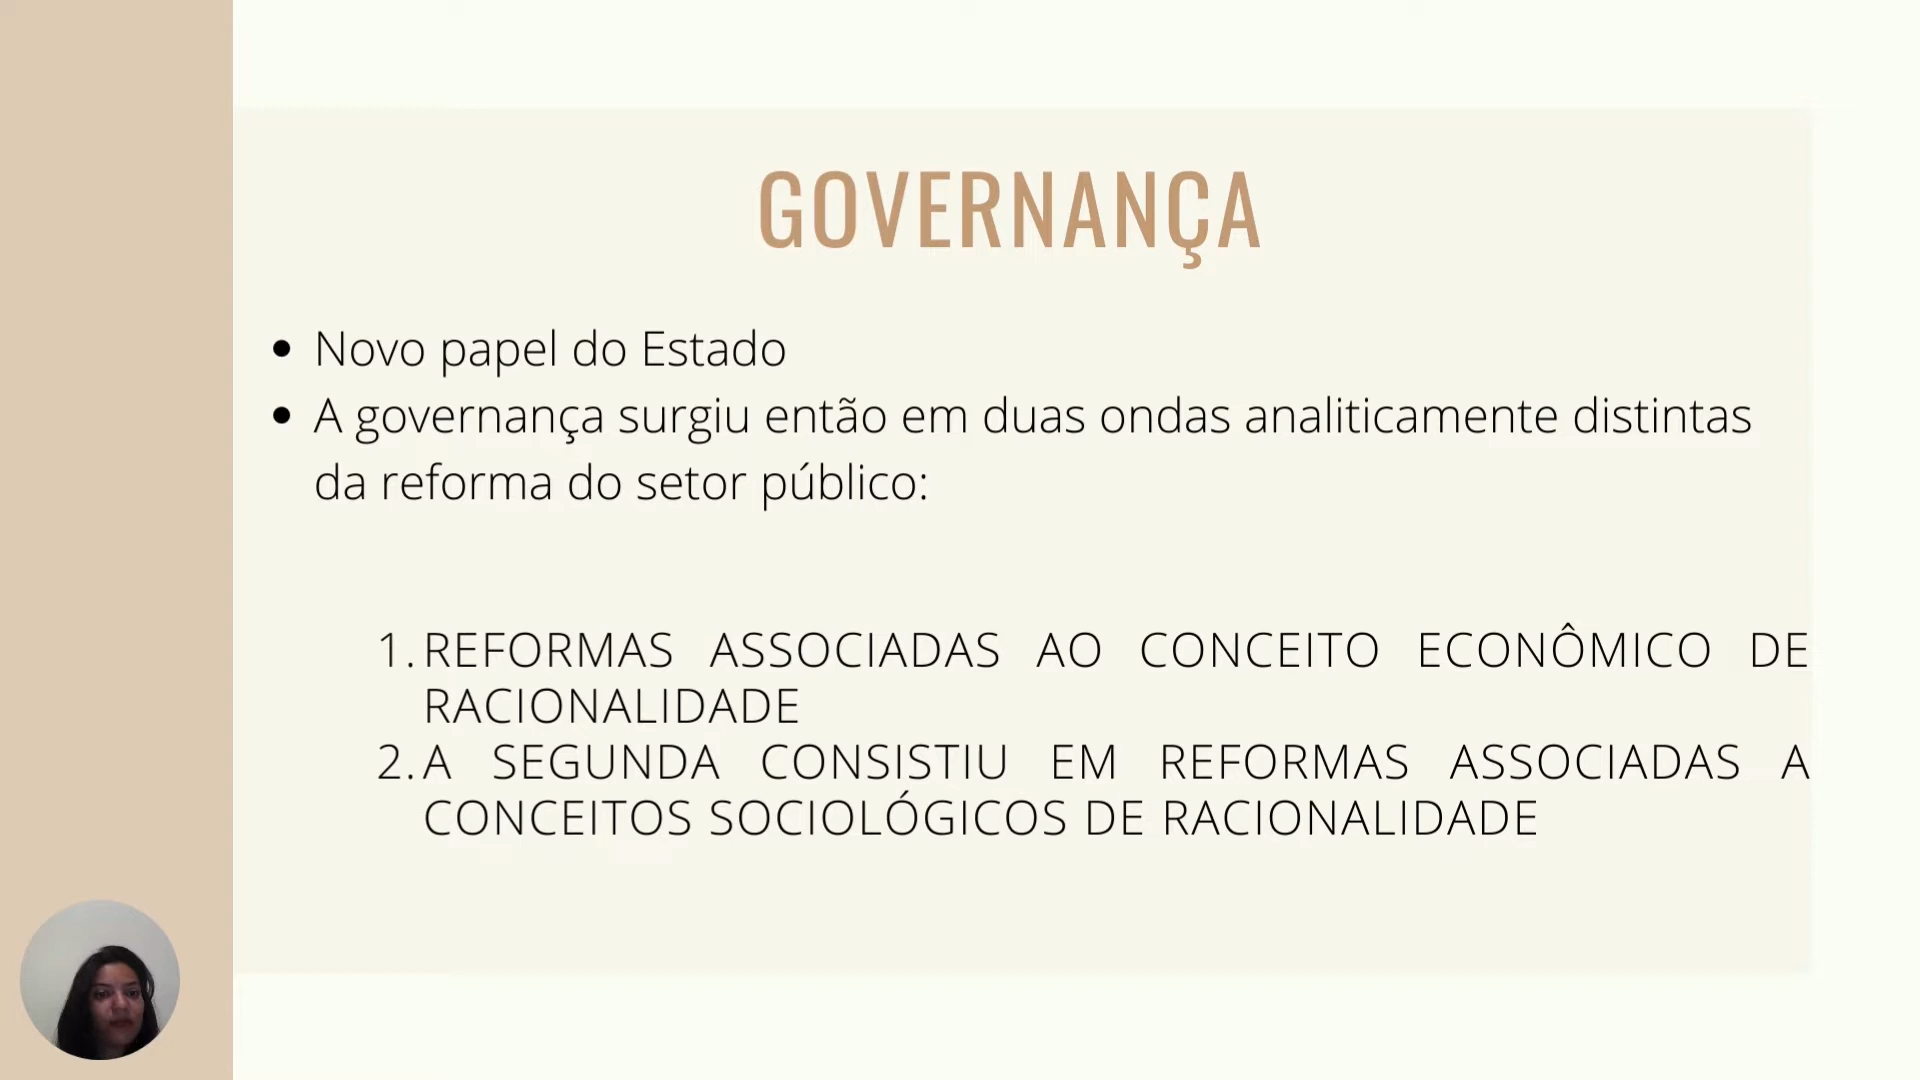 GOVERNANÇA
• Novo papel do Estado
• A governança surgiu então em duas ondas analiticamente distintas
da reforma do setor público:
1. REFORMAS ASSOCIADAS AO CONCEITO ECONÔMICO DE
RACIONALIDADE
2. A SEGUNDA CONSISTIU EM REFORMAS ASSOCIADAS A
CONCEITOS SOCIOLÓGICOS DE RACIONALIDADE